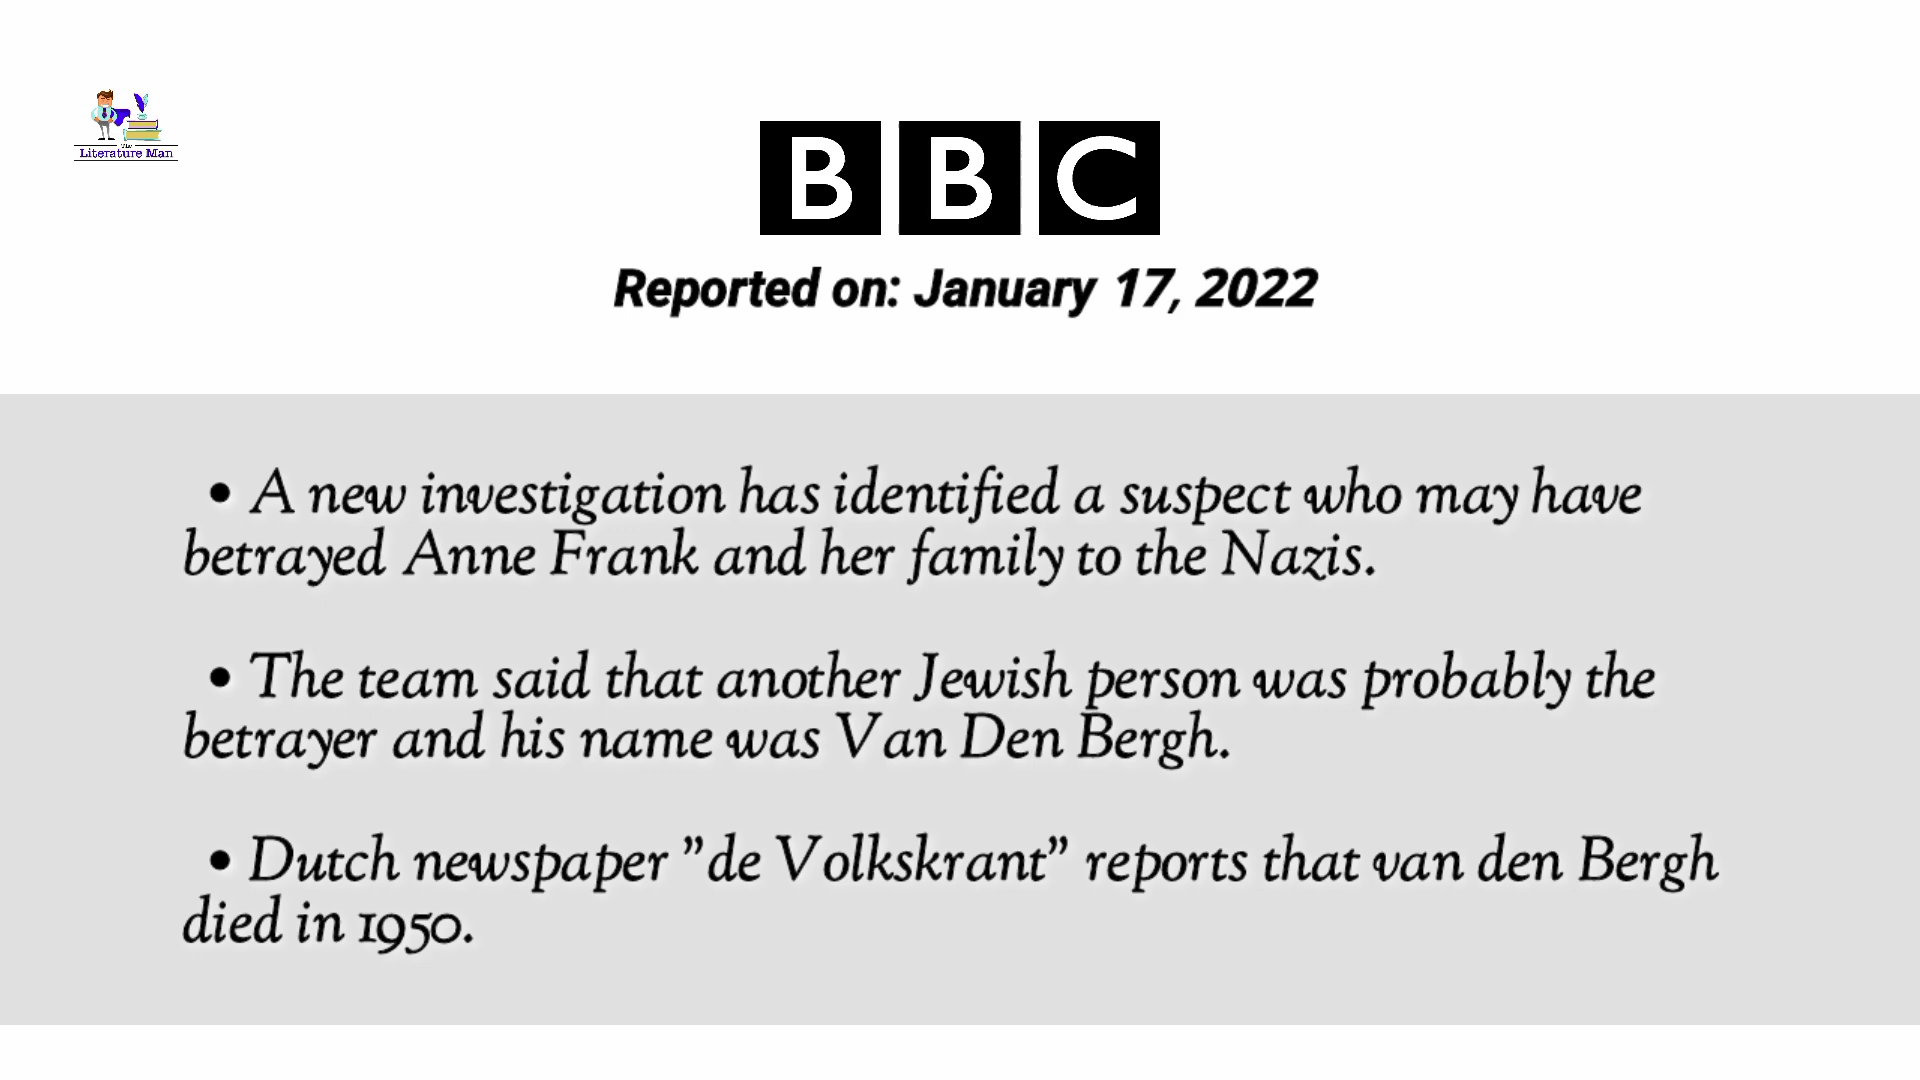 The
Literature Man
BBC
Reported on: January 17, 2022
• A new investigation has identified a suspect who may have
betrayed Anne Frank and her family to the Nazis.
• The team said that another Jewish person was probably the
betrayer and his name was Van Den Bergh.
• Dutch newspaper ”de Volkskrant” reports that van den Bergh
died in 1950.